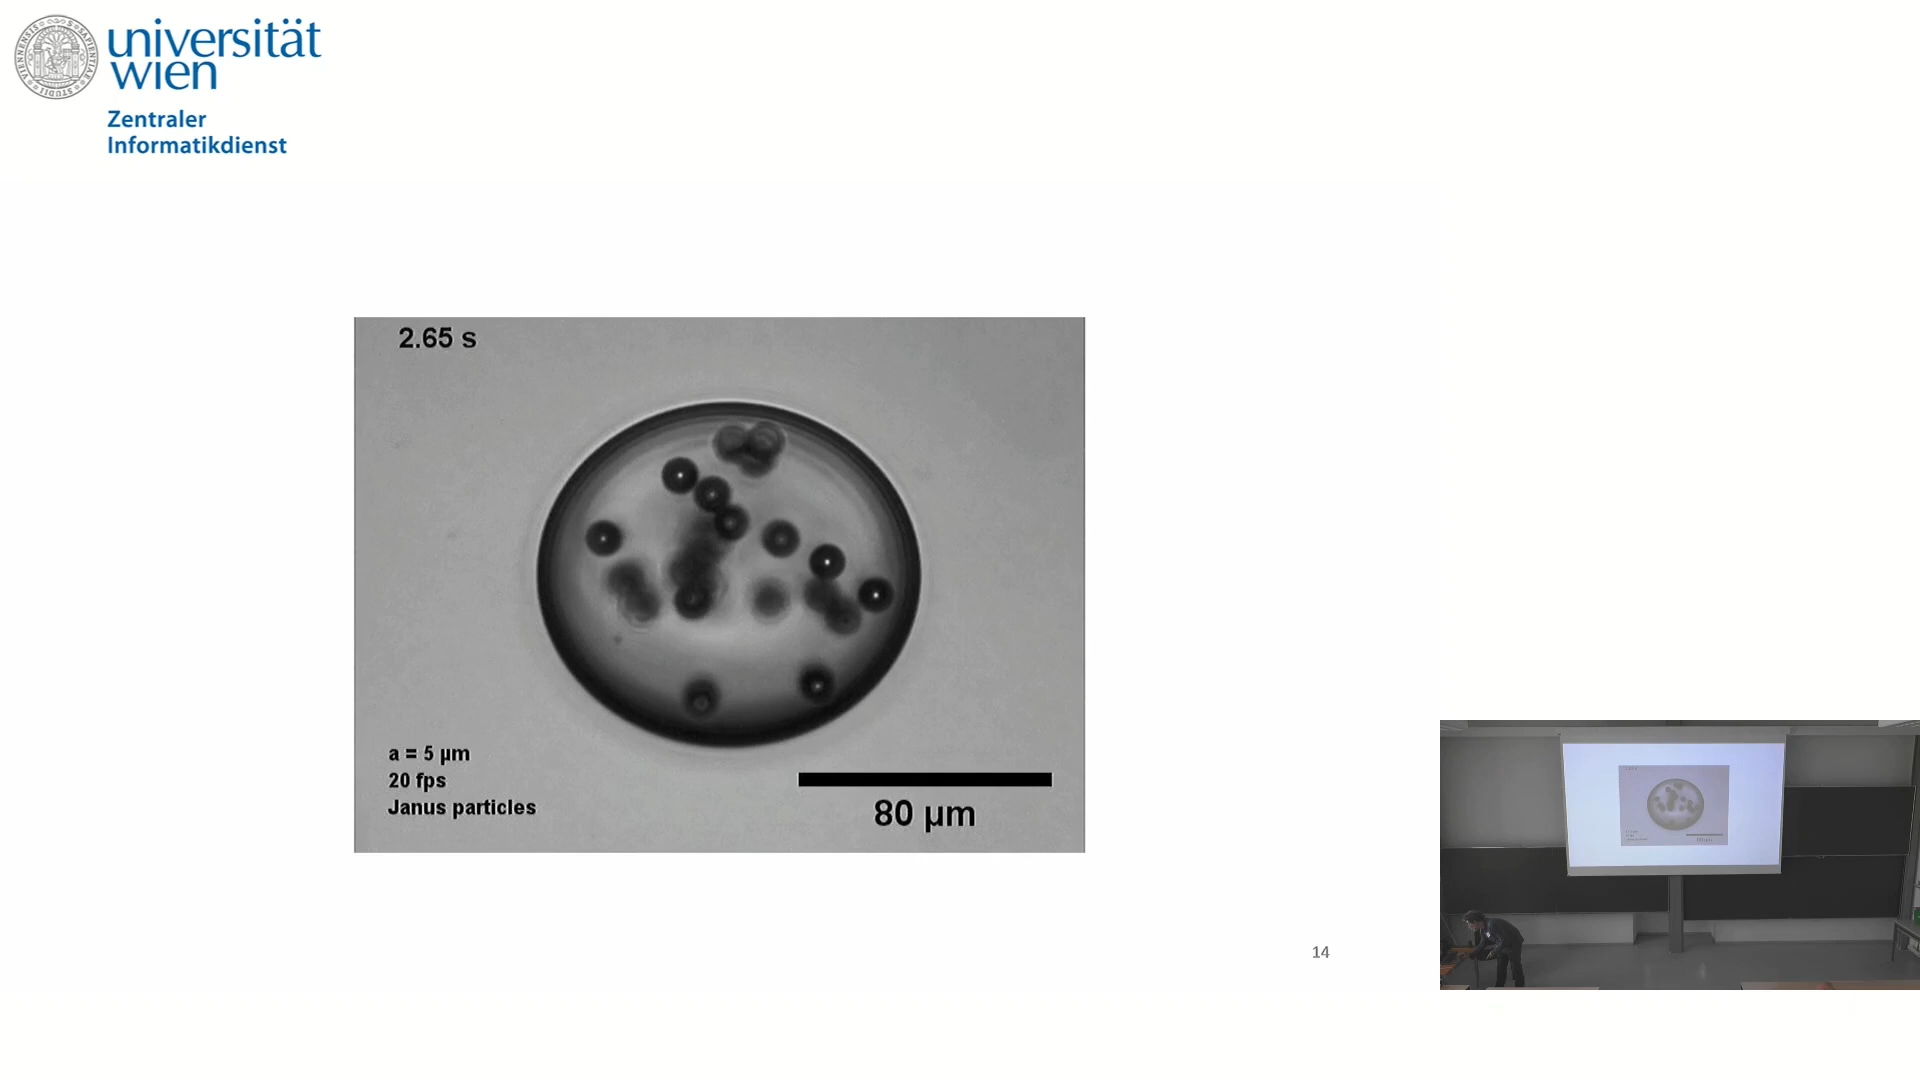 universität
wien
Zentraler
Informatikdienst
2.65 s
a = 5 µm
20 fps
Janus particles
80 µm
14